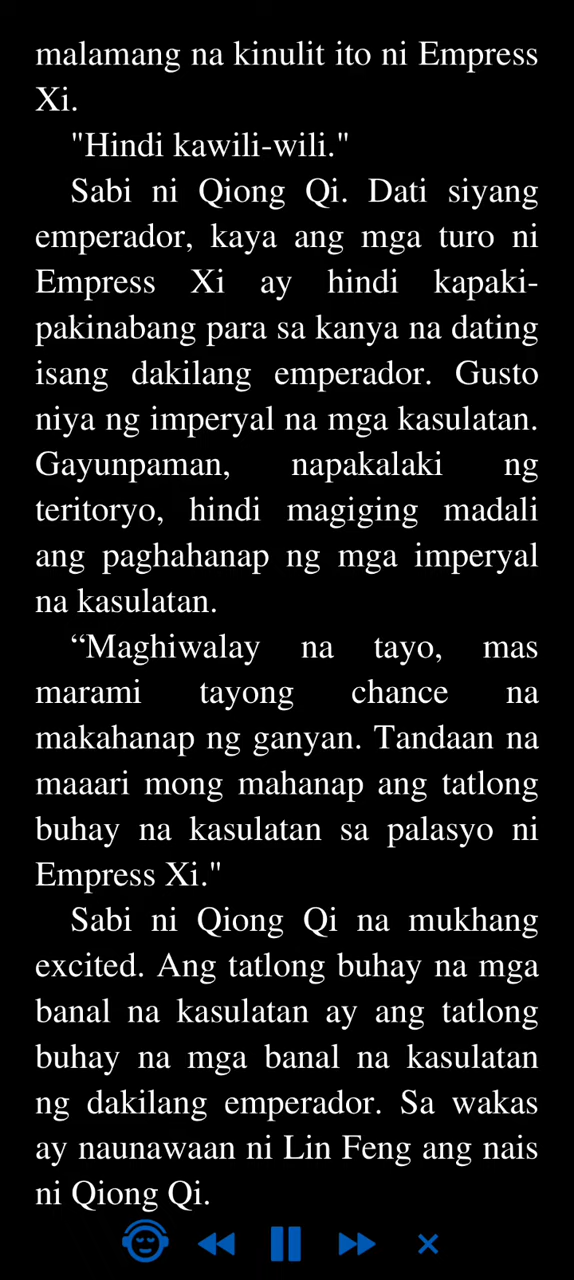 malamang na kinulit ito ni Empress
Xi.
"Hindi kawili-wili."
Sabi ni Qiong Qi. Dati siyang
emperador, kaya ang mga turo ni
Empress Xi ay hindi kapaki-
pakinabang para sa kanya na dating
isang dakilang emperador. Gusto
niya ng imperyal na mga kasulatan.
Gayunpaman, napakalaki ng
teritoryo, hindi magiging madali
ang paghahanap ng mga imperyal
na kasulatan.
“Maghiwalay na tayo, mas
marami tayong chance na
makahanap ng ganyan. Tandaan na
maaari mong mahanap ang tatlong
buhay na kasulatan sa palasyo ni
Empress Xi."
Sabi ni Qiong Qi na mukhang
excited. Ang tatlong buhay na mga
banal na kasulatan ay ang tatlong
buhay na mga banal na kasulatan
ng dakilang emperador. Sa wakas
ay naunawaan ni Lin Feng ang nais
ni Qiong Qi.